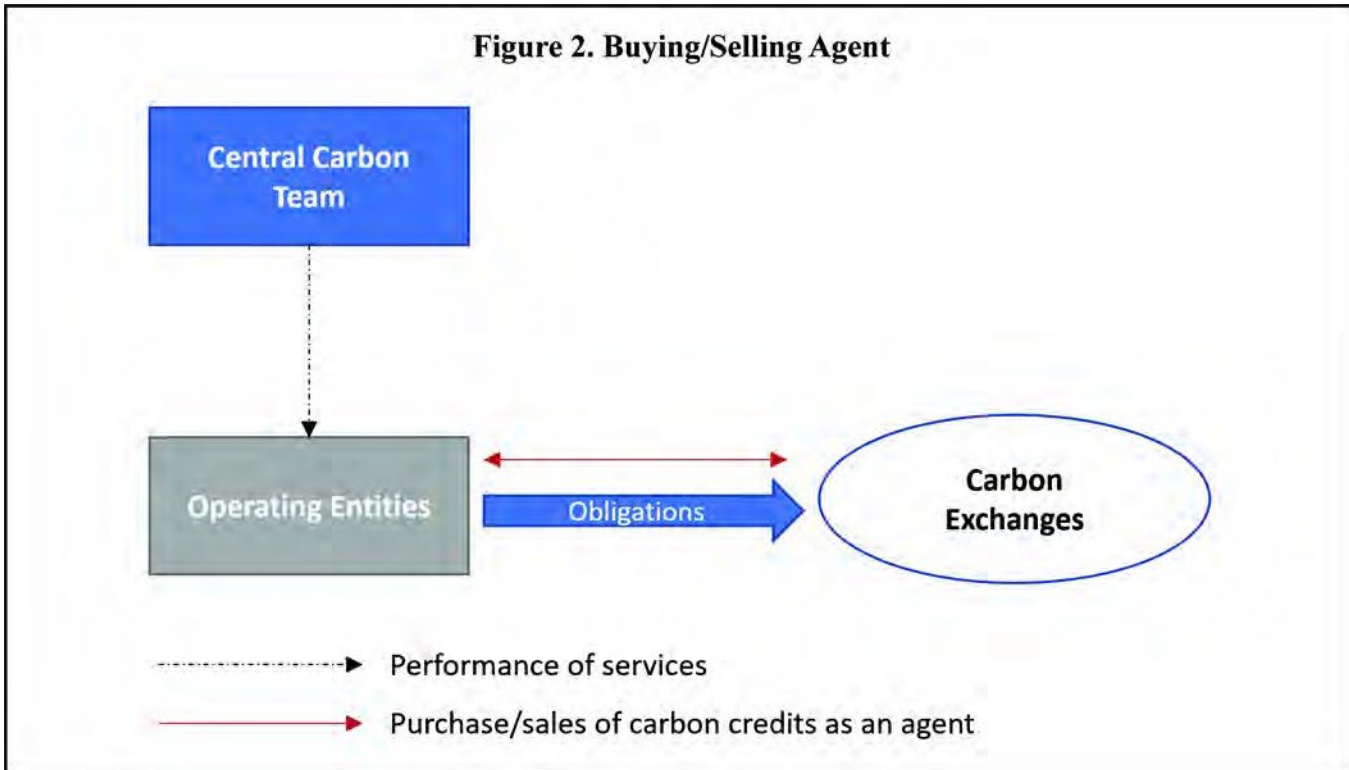 Figure 2. Buying/Selling Agent
Central Carbon
Team
Operating Entities
Obligations
Carbon
Exchanges
Performance of services
Purchase/sales of carbon credits as an agent